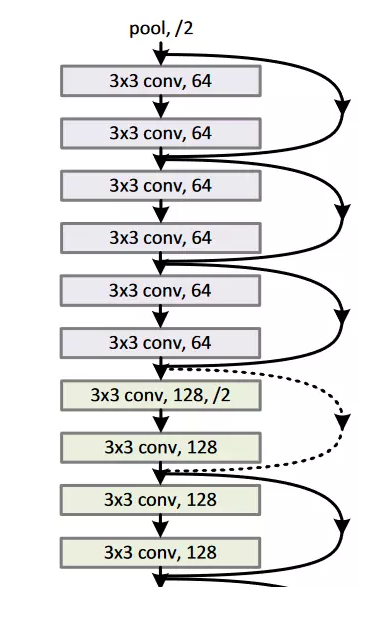 pool, /2
3x3 conv, 64
3x3 conv, 64
3x3 conv, 64
3x3 conv, 64
3x3 conv, 64
3x3 conv, 64
3x3 conv, 128, /2
3x3 conv, 128
3x3 conv, 128
3x3 conv, 128